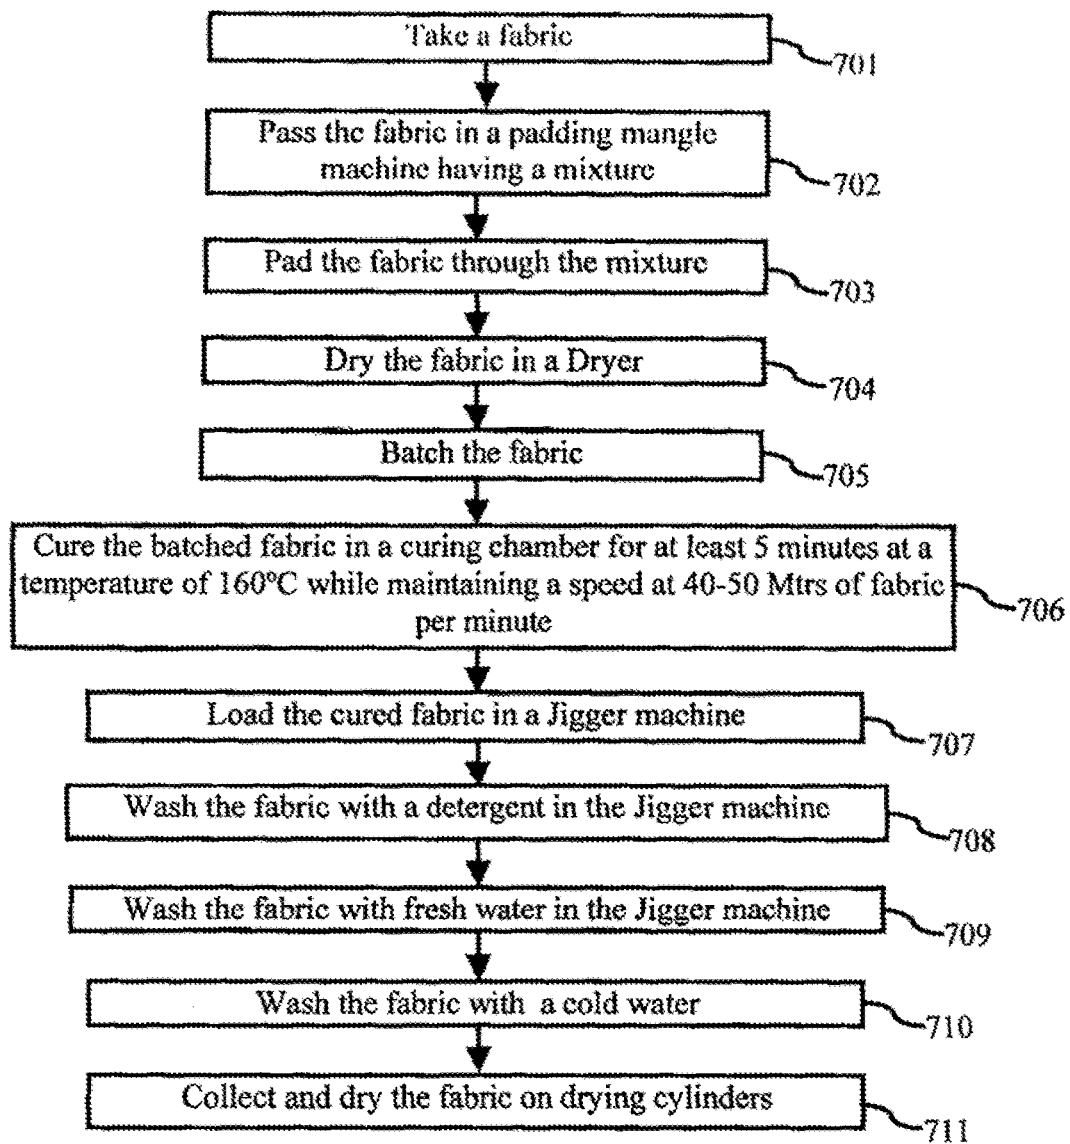 Take a fabric
701
Pass the fabric in a padding mangle
machine having a mixture
702
Pad the fabric through the mixture
703
Dry the fabric in a Dryer
704
Batch the fabric
705
Cure the batched fabric in a curing chamber for at least 5 minutes at a
temperature of 160ºC while maintaining a speed at 40-50 Mtrs of fabric
per minute
706
Load the cured fabric in a Jigger machine
707
Wash the fabric with a detergent in the Jigger machine
708
Wash the fabric with fresh water in the Jigger machine
709
Wash the fabric with a cold water
710
Collect and dry the fabric on drying cylinders
711